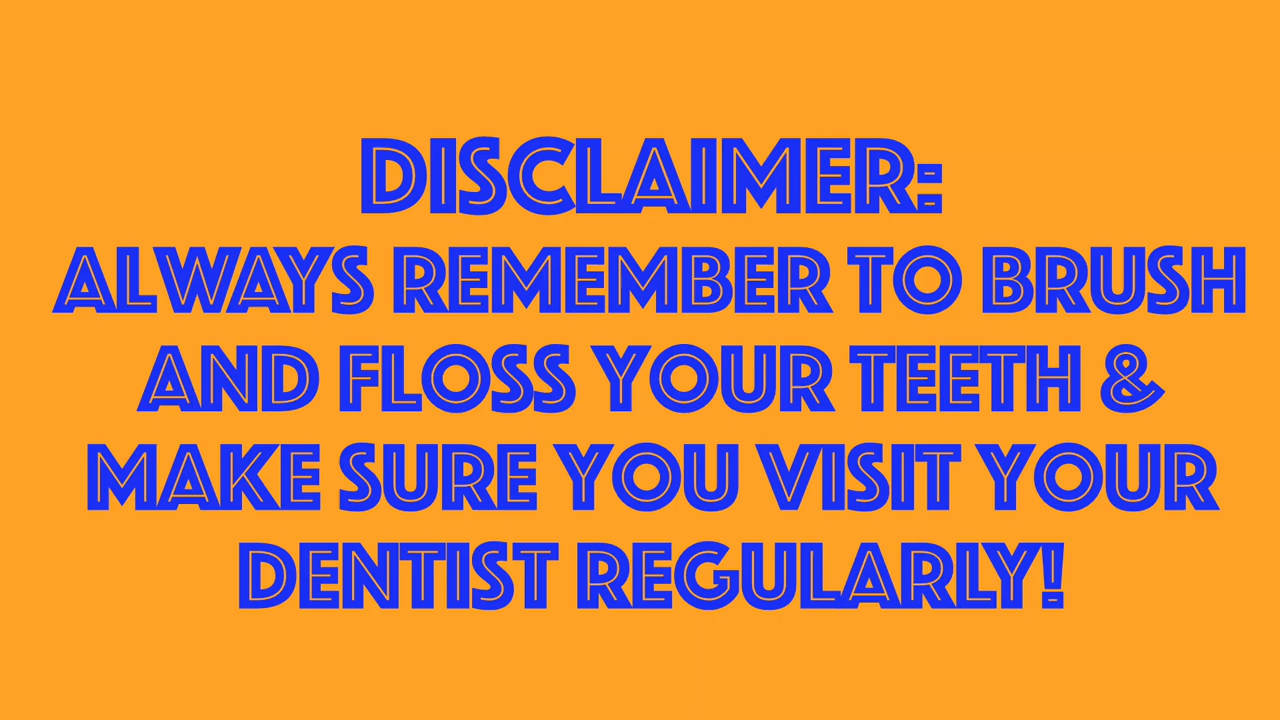 DISCLAIMER:
ALWAYS REMEMBER TO BRUSH
AND FLOSS YOUR TEETH &
MAKE SURE YOU VISIT YOUR
DENTIST REGULARLY!